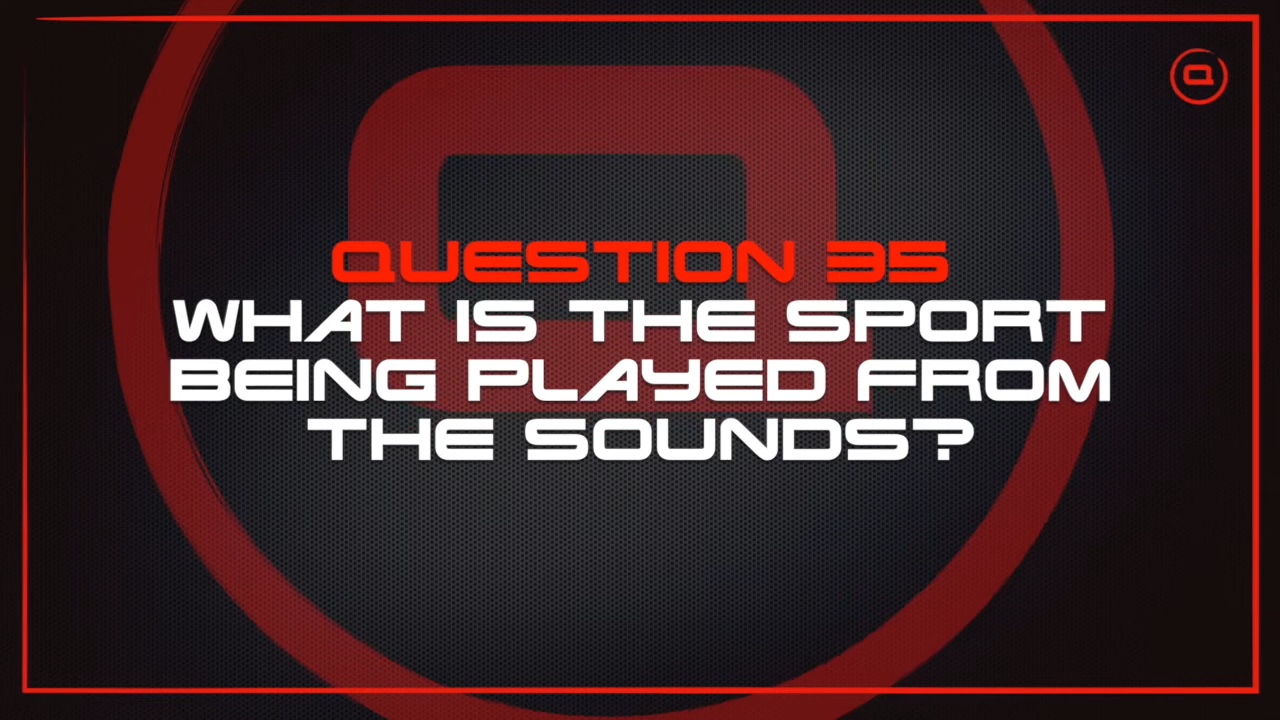 Q
QUESTION 35
WHAT IS THE SPORT
BEING PLAYED FROM
THE SOUNDS?